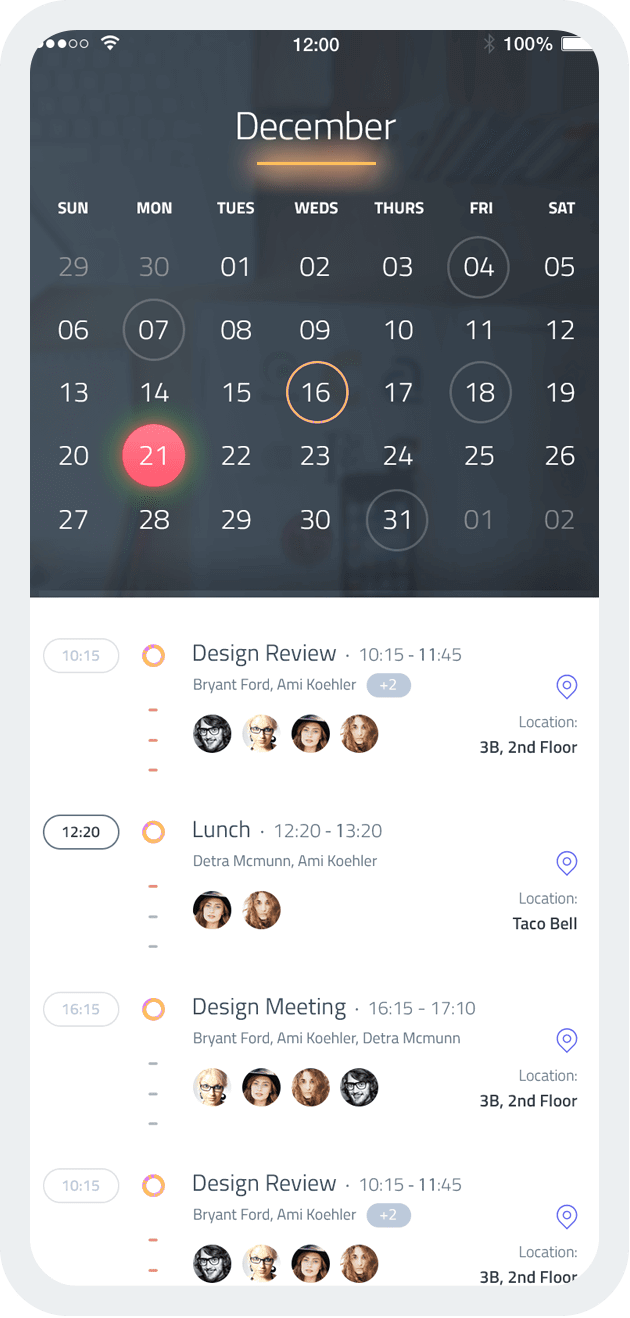 12:00 100%
December
SUN MON TUES WEDS THURS FRI SAT
29 30 01 02 03 04 05
06 07 08 09 10 11 12
13 14 15 16 17 18 19
20 21 22 23 24 25 26
27 28 29 30 31 01 02
10:15 Design Review · 10:15 - 11:45
Bryant Ford, Ami Koehler +2
Location:
3B, 2nd Floor
12:20 Lunch · 12:20 - 13:20
Detra Mcmunn, Ami Koehler
Location:
Taco Bell
16:15 Design Meeting · 16:15 - 17:10
Bryant Ford, Ami Koehler, Detra Mcmunn
Location:
3B, 2nd Floor
10:15 Design Review · 10:15 - 11:45
Bryant Ford, Ami Koehler +2
Location:
3B, 2nd Floor